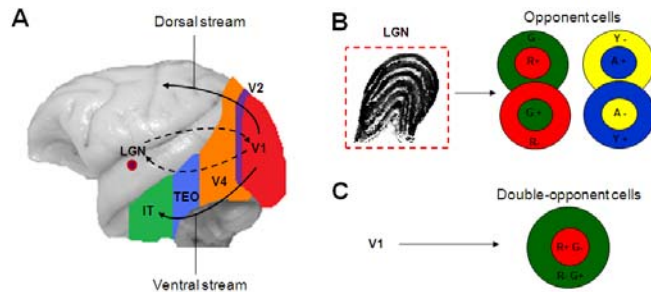 A
Dorsal stream
V2
LGN
V1
V4
TEO
IT
Ventral stream
B
LGN
Opponent cells
G -
R+
G +
R-
Y -
A +
A -
Y +
C
V1
Double-opponent cells
R+ G-
R- G+